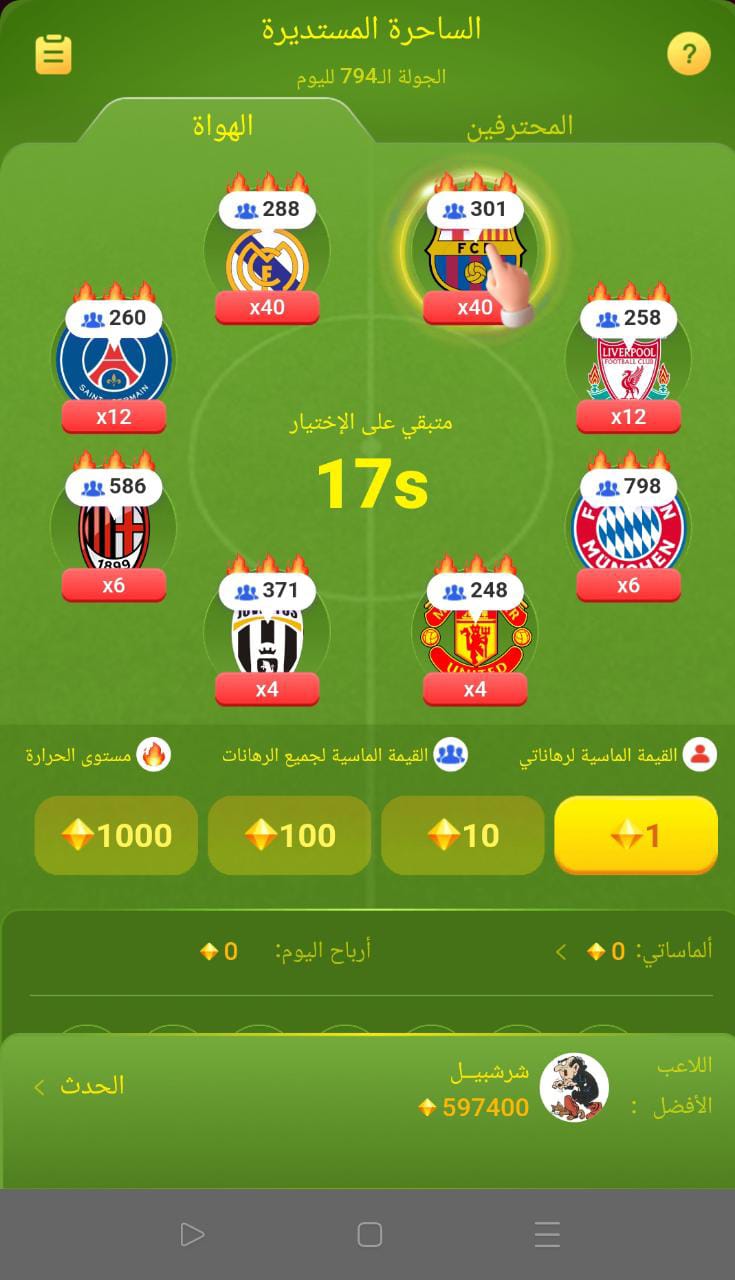 الساحرة المستديرة
?
الجولة الـ794 لليوم
المحترفين
الهواة
301
288
FCB
x40
x40
258
260
LIVERPOOL
FOOTBALL CLUB
SAINT-GERMAIN
x12
x12
متبقي على الإختيار
17s
798
586
MÜNCHEN
1899
x6
x6
248
371
JUVENTUS
UNITED
x4
x4
القيمة الماسية لرهاناتي
القيمة الماسية لجميع الرهانات
مستوى الحرارة
1
10
100
1000
ألماساتي: 0
أرباح اليوم: 0
اللاعب الأفضل :
شرشبيــل
597400
الحدث